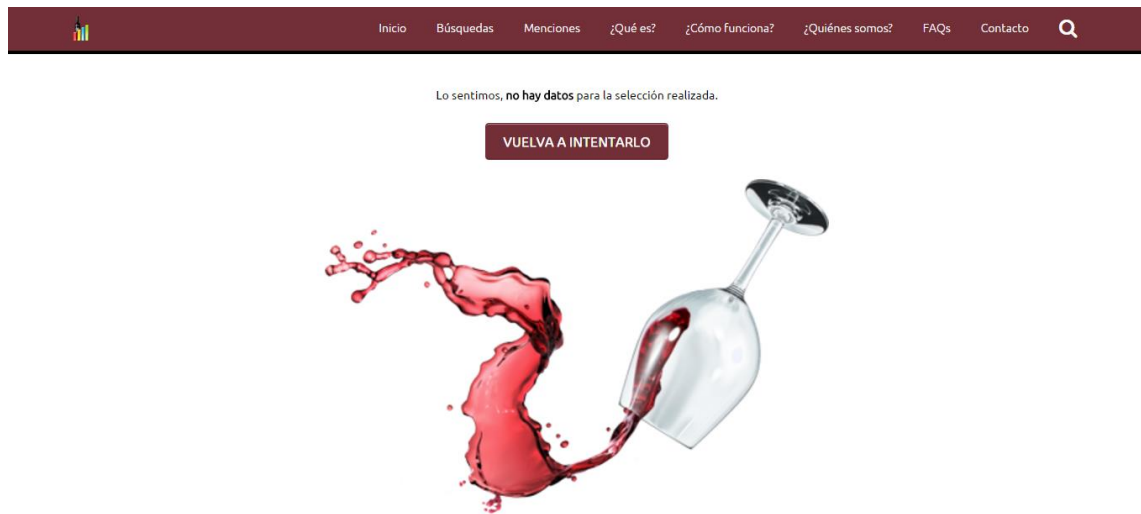 Inicio Búsquedas Menciones ¿Qué es? ¿Cómo funciona? ¿Quiénes somos? FAQs Contacto
Lo sentimos, no hay datos para la selección realizada.
VUELVA A INTENTARLO